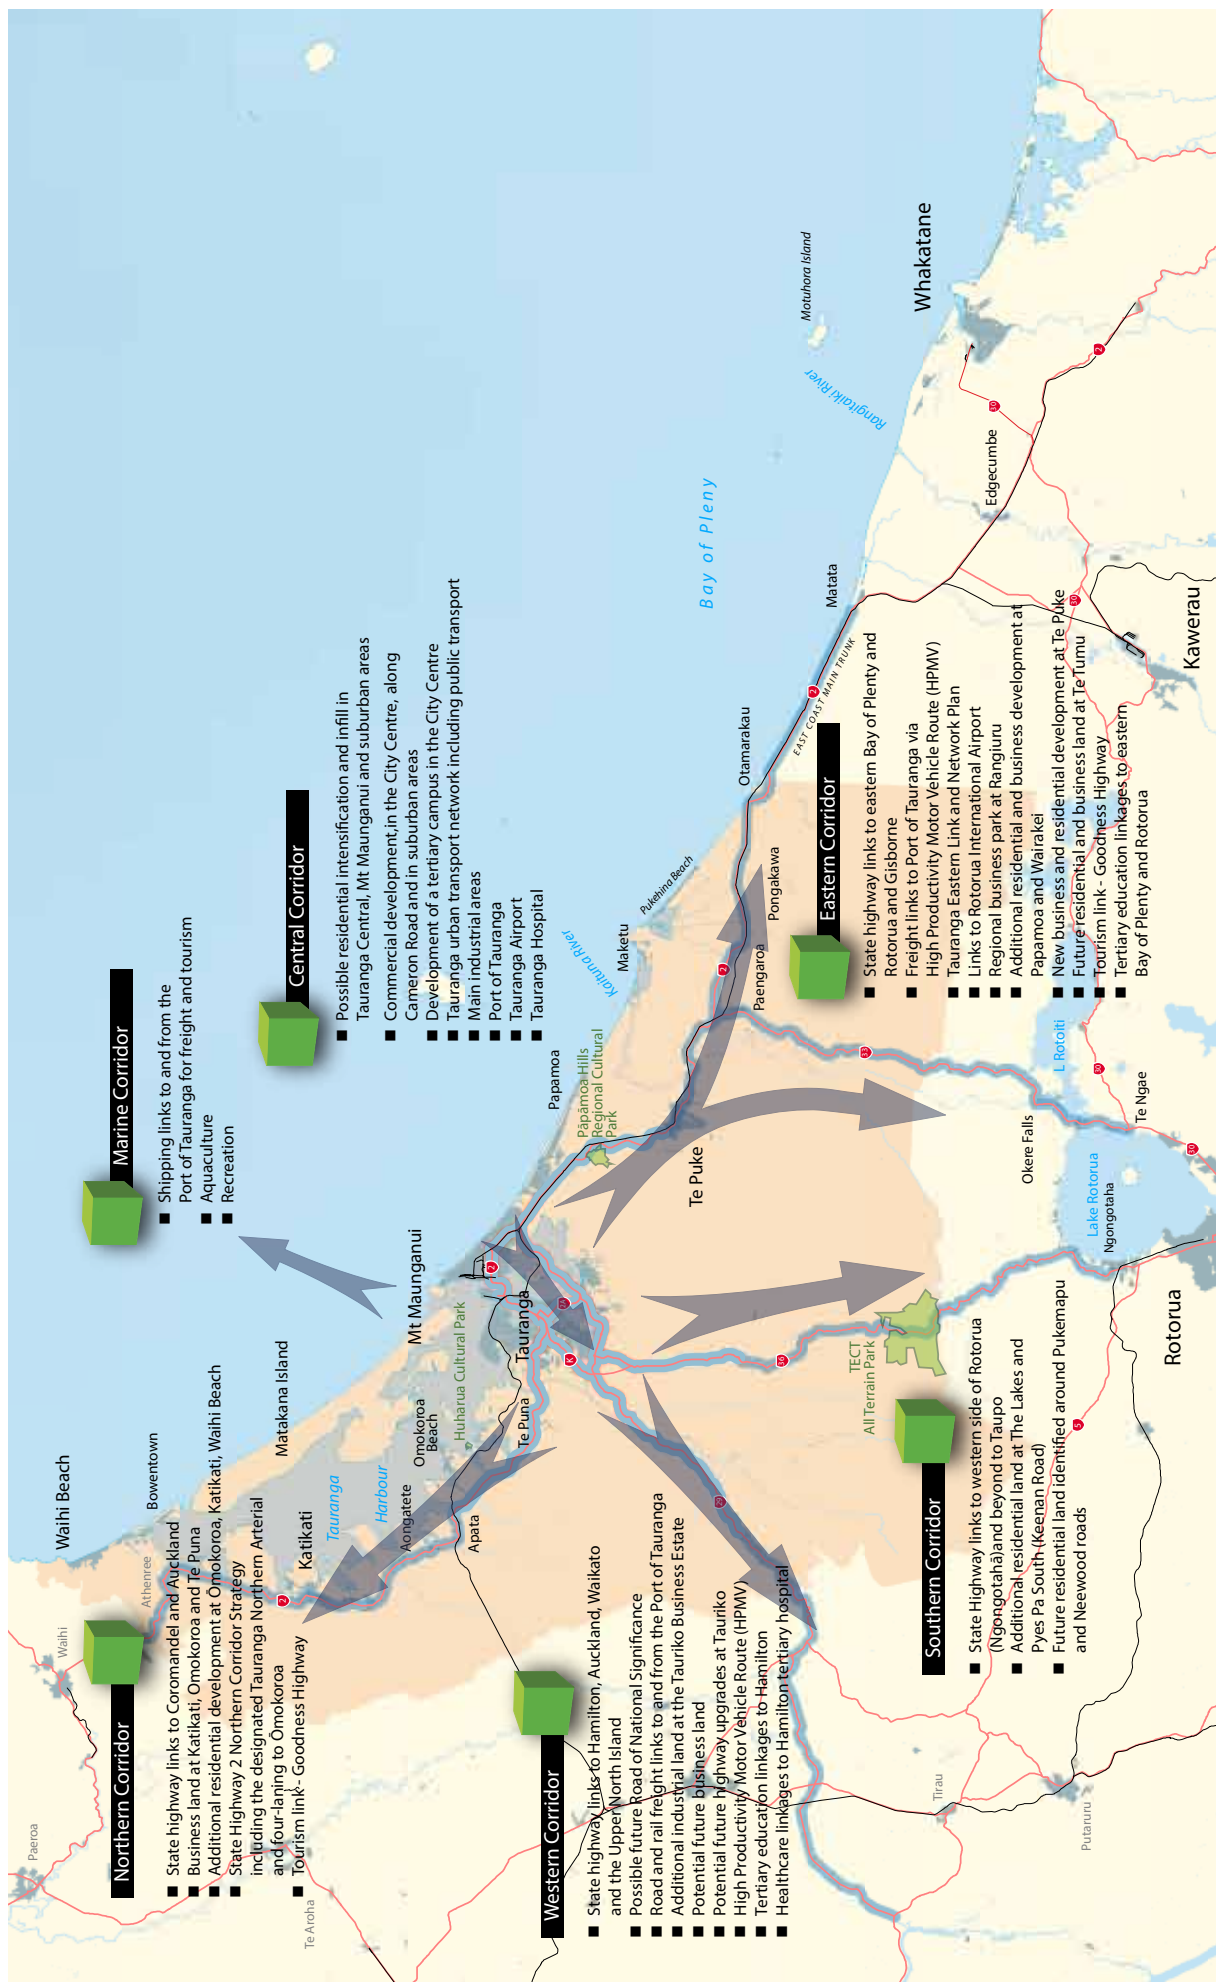 Northern Corridor
State highway links to Coromandel and Auckland
Business land at Katikati, Omokoroa and Te Puna
Additional residential development at Ōmokoroa, Katikati, Waihi Beach
State Highway 2 Northern Corridor Strategy
including the designated Tauranga Northern Arterial
and four-laning to Ōmokoroa
Tourism link - Goodness Highway
Marine Corridor
Shipping links to and from the
Port of Tauranga for freight and tourism
Aquaculture
Recreation
Central Corridor
Possible residential intensification and infill in
Tauranga Central, Mt Maunganui and suburban areas
Commercial development,in the City Centre, along
Cameron Road and in suburban areas
Development of a tertiary campus in the City Centre
Tauranga urban transport network including public transport
Main industrial areas
Port of Tauranga
Tauranga Airport
Tauranga Hospital
Western Corridor
State highway links to Hamilton, Auckland, Waikato
and the Upper North Island
Possible future Road of National Significance
Road and rail freight links to and from the Port of Tauranga
Additional industrial land at the Tauriko Business Estate
Potential future business land
Potential future highway upgrades at Tauriko
High Productivity Motor Vehicle Route (HPMV)
Tertiary education linkages to Hamilton
Healthcare linkages to Hamilton tertiary hospital
Southern Corridor
State Highway links to western side of Rotorua
(Ngongotahā)and beyond to Taupo
Additional residential land at The Lakes and
Pyes Pa South (Keenan Road)
Future residential land identified around Pukemapu
and Neewood roads
Eastern Corridor
State highway links to eastern Bay of Plenty and
Rotorua and Gisborne
Freight links to Port of Tauranga via
High Productivity Motor Vehicle Route (HPMV)
Tauranga Eastern Link and Network Plan
Links to Rotorua International Airport
Regional business park at Rangiuru
Additional residential and business development at
Papamoa and Wairakei
New business and residential development at Te Puke
Future residential and business land at Te Tumu
Tourism link - Goodness Highway
Tertiary education linkages to eastern
Bay of Plenty and Rotorua
Paeroa
Waihi
Te Aroha
Waihi Beach
Athenree
Bowentown
Katikati
Matakana Island
Tauranga
Harbour
Aongatete
Apata
Omokoroa
Beach
Huharua Cultural Park
Te Puna
Tauranga
Mt Maunganui
Papamoa
Pāpāmoa Hills
Regional Cultural
Park
Te Puke
Kaituna River
Maketu
Pukehina Beach
Paengaroa
Pongakawa
Otamarakau
EAST COAST MAIN TRUNK
Matata
Bay of Pleny
Rangitaiki River
Motuhora Island
Whakatane
Edgecumbe
Kawerau
L Rotoiti
Te Ngae
Okere Falls
Lake Rotorua
Ngongotaha
Rotorua
TECT
All Terrain Park
Tirau
Putaruru
2
2
2A
K
29
36
5
2
33
30
30
2
30
30
2